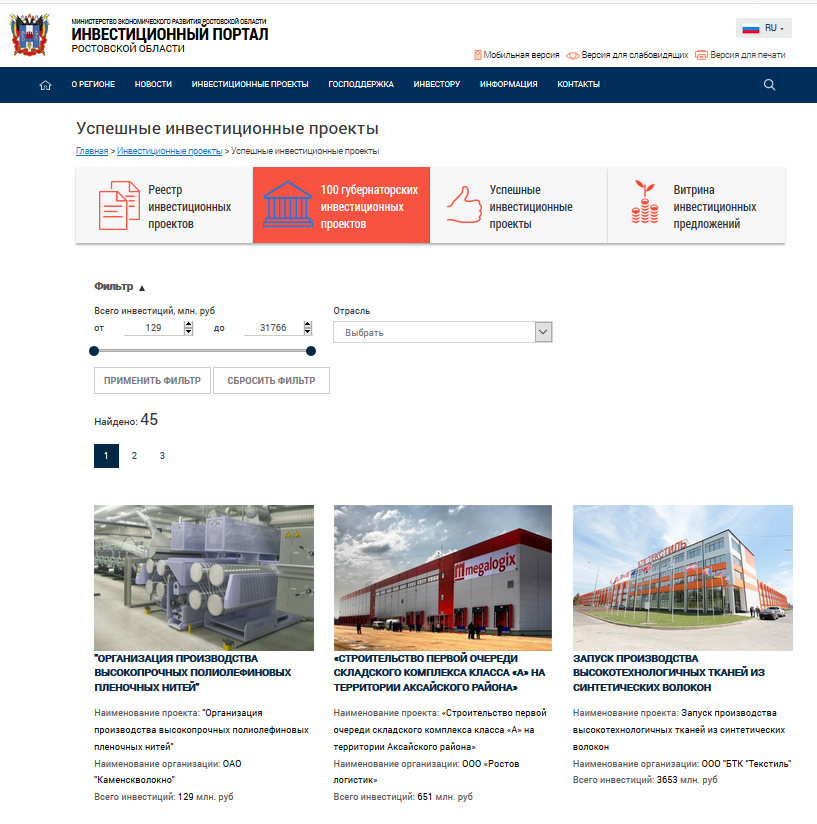 МИНИСТЕРСТВО ЭКОНОМИЧЕСКОГО РАЗВИТИЯ РОСТОВСКОЙ ОБЛАСТИ
ИНВЕСТИЦИОННЫЙ ПОРТАЛ
РОСТОВСКОЙ ОБЛАСТИ
RU
Мобильная версия Версия для слабовидящих Версия для печати
О РЕГИОНЕ НОВОСТИ ИНВЕСТИЦИОННЫЕ ПРОЕКТЫ ГОСПОДДЕРЖКА ИНВЕСТОРУ ИНФОРМАЦИЯ КОНТАКТЫ
Успешные инвестиционные проекты
Главная > Инвестиционные проекты > Успешные инвестиционные проекты
Реестр
инвестиционных
проектов
100 губернаторских
инвестиционных
проектов
Успешные
инвестиционные
проекты
Витрина
инвестиционных
предложений
Фильтр ▲
Всего инвестиций, млн. руб
от 129 до 31766
Отрасль
Выбрать
ПРИМЕНИТЬ ФИЛЬТР СБРОСИТЬ ФИЛЬТР
Найдено: 45
1 2 3
"ОРГАНИЗАЦИЯ ПРОИЗВОДСТВА
ВЫСОКОПРОЧНЫХ ПОЛИОЛЕФИНОВЫХ
ПЛЕНОЧНЫХ НИТЕЙ"
Наименование проекта: "Организация
производства высокопрочных полиолефиновых
пленочных нитей"
Наименование организации: ОАО
"Каменскволокно"
Всего инвестиций: 129 млн. руб
megalogix
«СТРОИТЕЛЬСТВО ПЕРВОЙ ОЧЕРЕДИ
СКЛАДСКОГО КОМПЛЕКСА КЛАССА «А» НА
ТЕРРИТОРИИ АКСАЙСКОГО РАЙОНА»
Наименование проекта: «Строительство первой
очереди складского комплекса класса «А» на
территории Аксайского района»
Наименование организации: ООО «Ростов
логистик»
Всего инвестиций: 651 млн. руб
ТЕКСТИЛЬ
ЗАПУСК ПРОИЗВОДСТВА
ВЫСОКОТЕХНОЛОГИЧНЫХ ТКАНЕЙ ИЗ
СИНТЕТИЧЕСКИХ ВОЛОКОН
Наименование проекта: Запуск производства
высокотехнологичных тканей из синтетических
волокон
Наименование организации: ООО "БТК "Текстиль"
Всего инвестиций: 3653 млн. руб